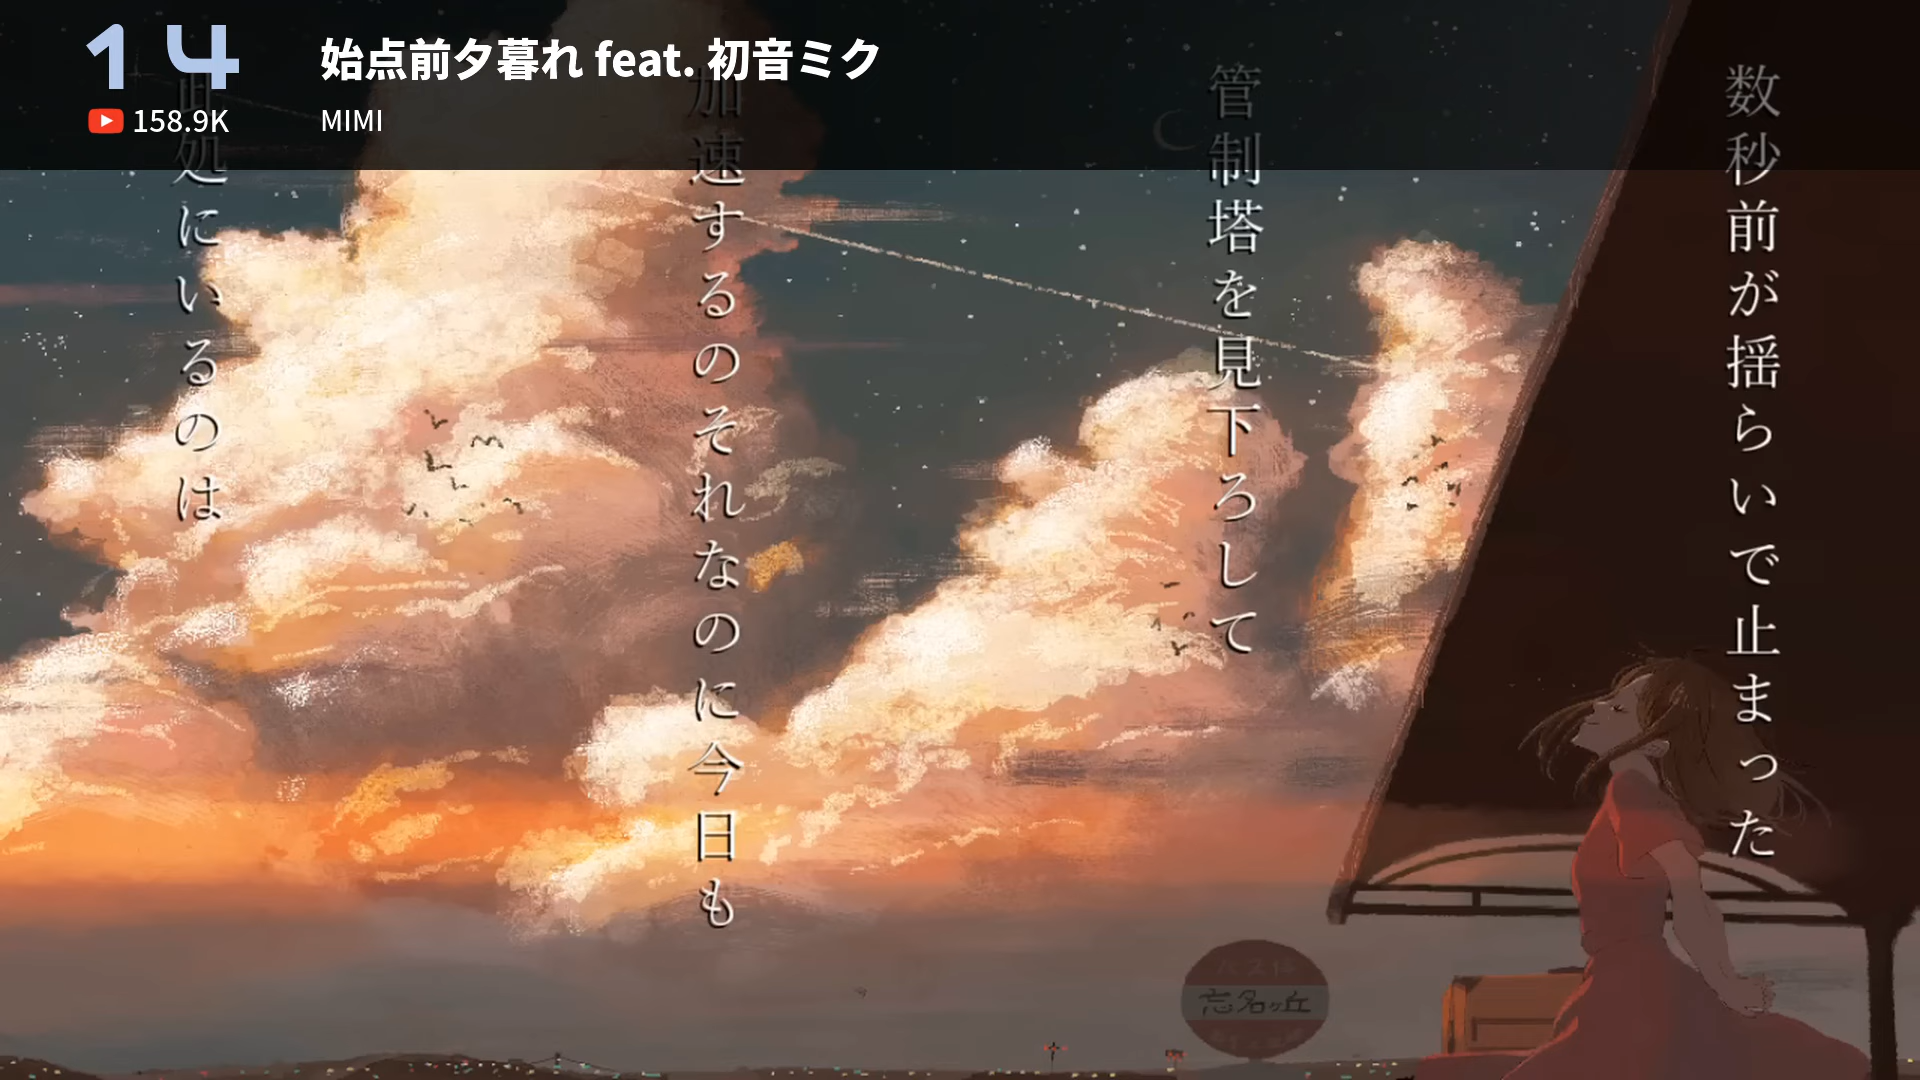 14
始点前夕暮れ feat. 初音ミク
158.9K
MIMI
数秒前が揺らいで止まった
管制塔を見下ろして
加速するのそれなのに今日も
此処にいるのは
忘名ヶ丘